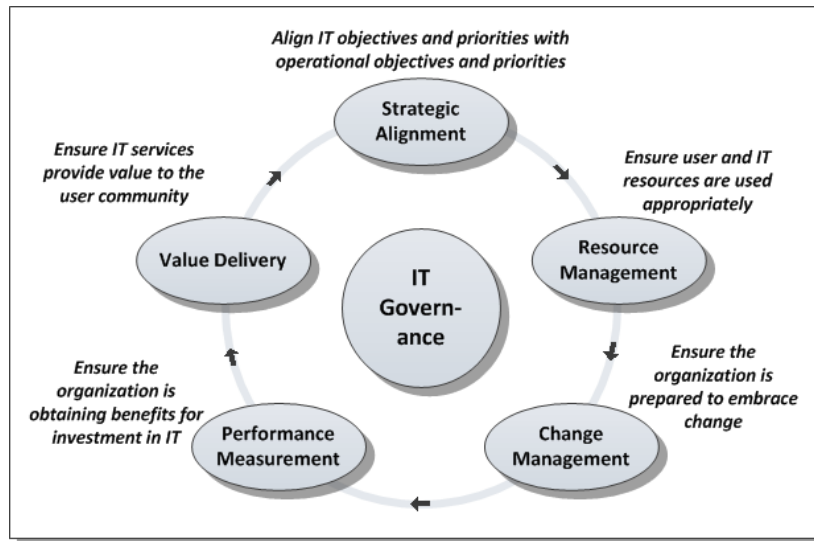 Align IT objectives and priorities with
operational objectives and priorities
Strategic
Alignment
Ensure user and IT
resources are used
appropriately
Resource
Management
Ensure the
organization is
prepared to embrace
change
Change
Management
Performance
Measurement
Ensure the
organization is
obtaining benefits for
investment in IT
Value Delivery
Ensure IT services
provide value to the
user community
IT
Govern-
ance